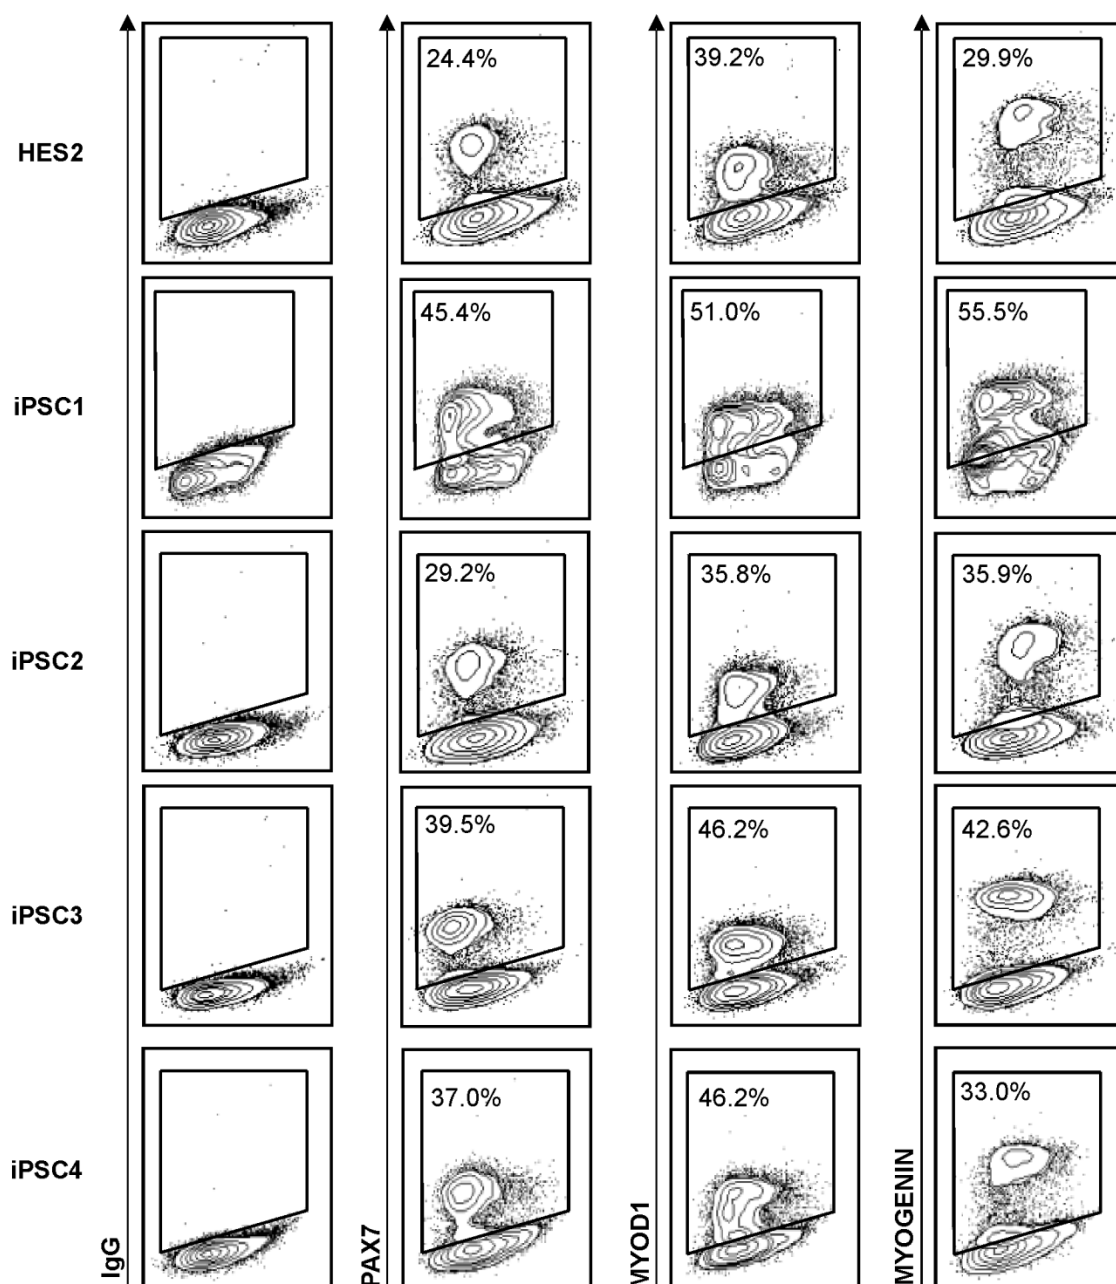 HES2
24.4%
39.2%
29.9%
iPSC1
45.4%
51.0%
55.5%
iPSC2
29.2%
35.8%
35.9%
iPSC3
39.5%
46.2%
42.6%
iPSC4
37.0%
46.2%
33.0%
IgG
PAX7
MYOD1
MYOGENIN